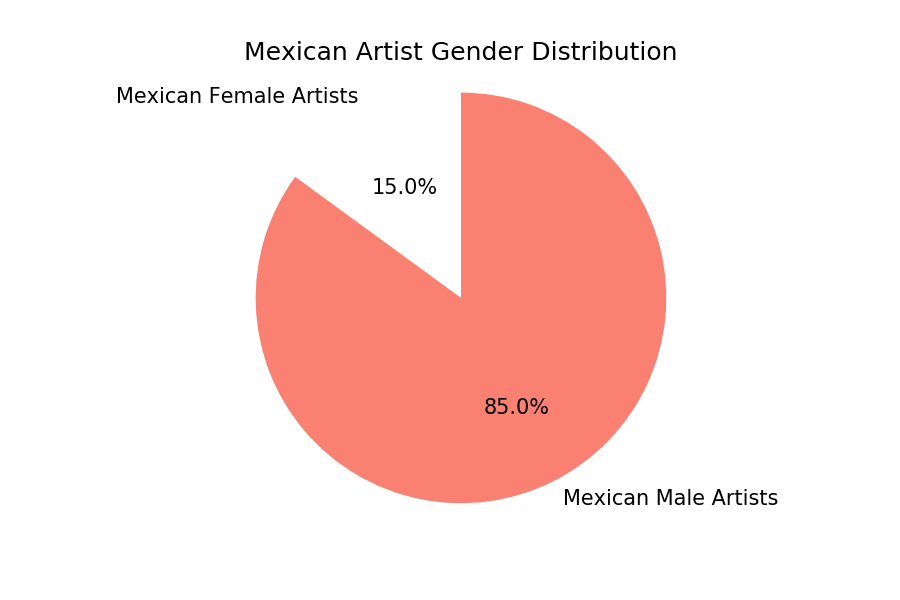 Mexican Artist Gender Distribution
Mexican Female Artists
15.0%
85.0%
Mexican Male Artists